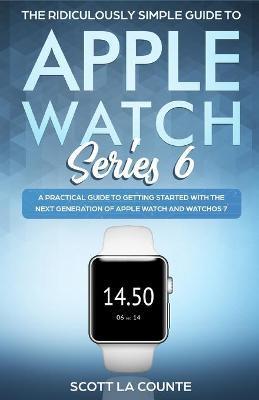 THE RIDICULOUSLY SIMPLE GUIDE TO
APPLE
WATCH
Series 6
A PRACTICAL GUIDE TO GETTING STARTED WITH THE
NEXT GENERATION OF APPLE WATCH AND WATCHOS 7
14.50
06 WE 14
SCOTT LA COUNTE